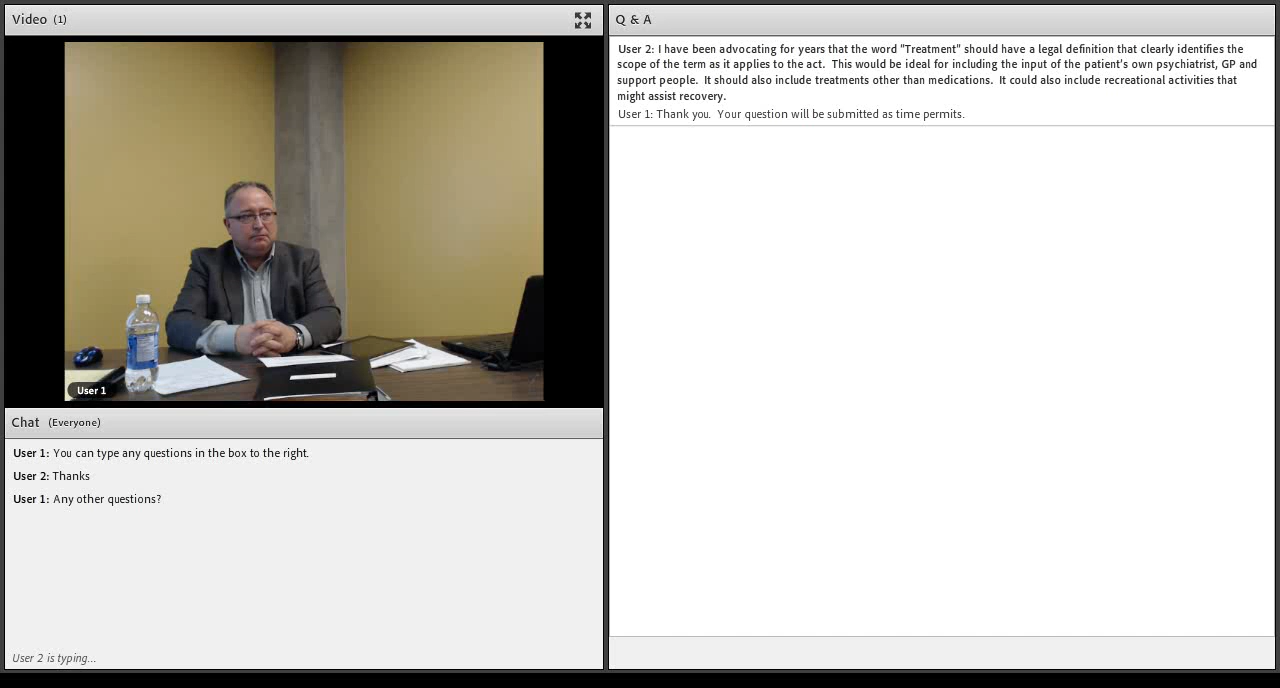 Video (1)
User 1
Chat (Everyone)
User 1: You can type any questions in the box to the right.
User 2: Thanks
User 1: Any other questions?
User 2 is typing...
Q & A
User 2: I have been advocating for years that the word "Treatment" should have a legal definition that clearly identifies the
scope of the term as it applies to the act.  This would be ideal for including the input of the patient's own psychiatrist, GP and
support people.  It should also include treatments other than medications.  It could also include recreational activities that
might assist recovery.
User 1: Thank you.  Your question will be submitted as time permits.